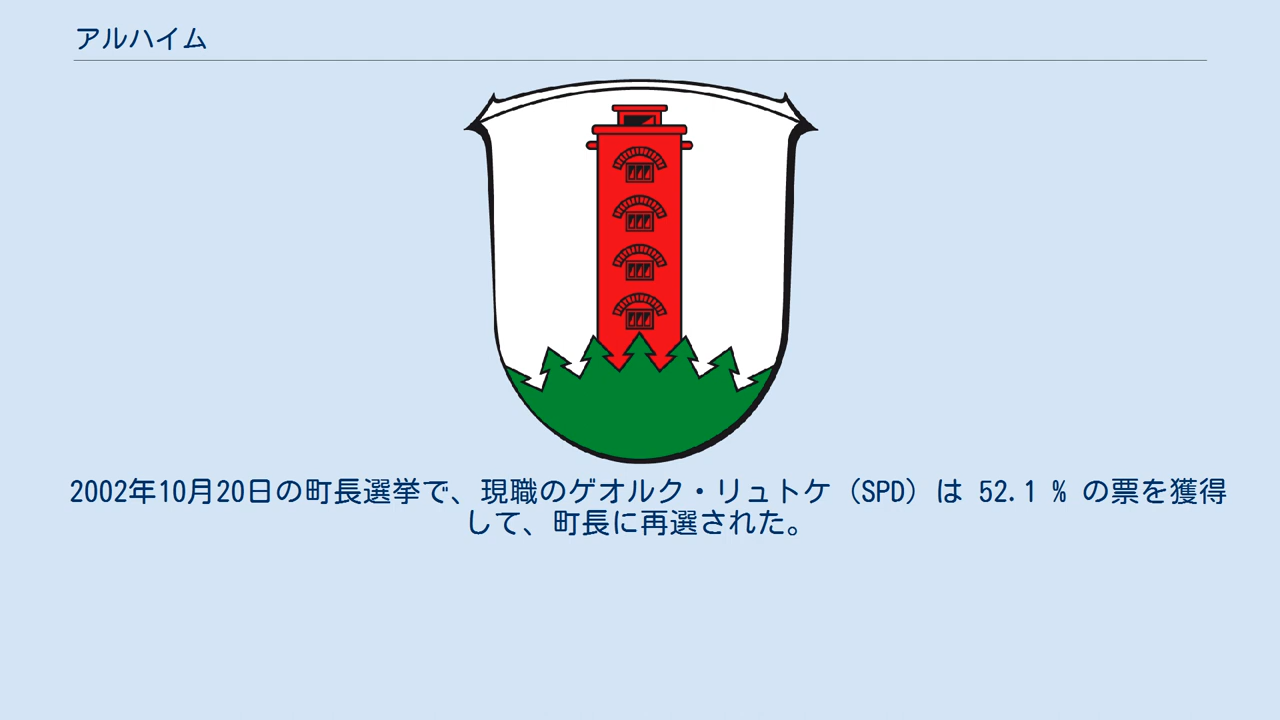 アルハイム
2002年10月20日の町長選挙で、現職のゲオルク・リュトケ（SPD）は 52.1 % の票を獲得
して、町長に再選された。